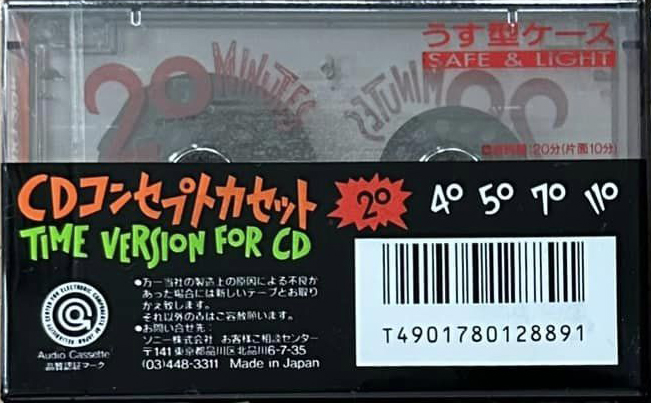 うす型ケース
SAFE & LIGHT
20 MINUTES
20 MINUTES
20分(片面10分)
CDコンセプトカセット
TIME VERSION FOR CD
20 40 50 70 110
●万一当社の製造上の原因による不良が
あった場合には新しいテープとお取り
かえ致します。
それ以外のみはご容赦願います。
●お問い合せ先:
ソニー株式会社 お客様ご相談センター
〒141 東京都品川区北品川6-7-35
(03)448-3311 Made in Japan
Audio Cassette
品質認証マーク
T4901780128891